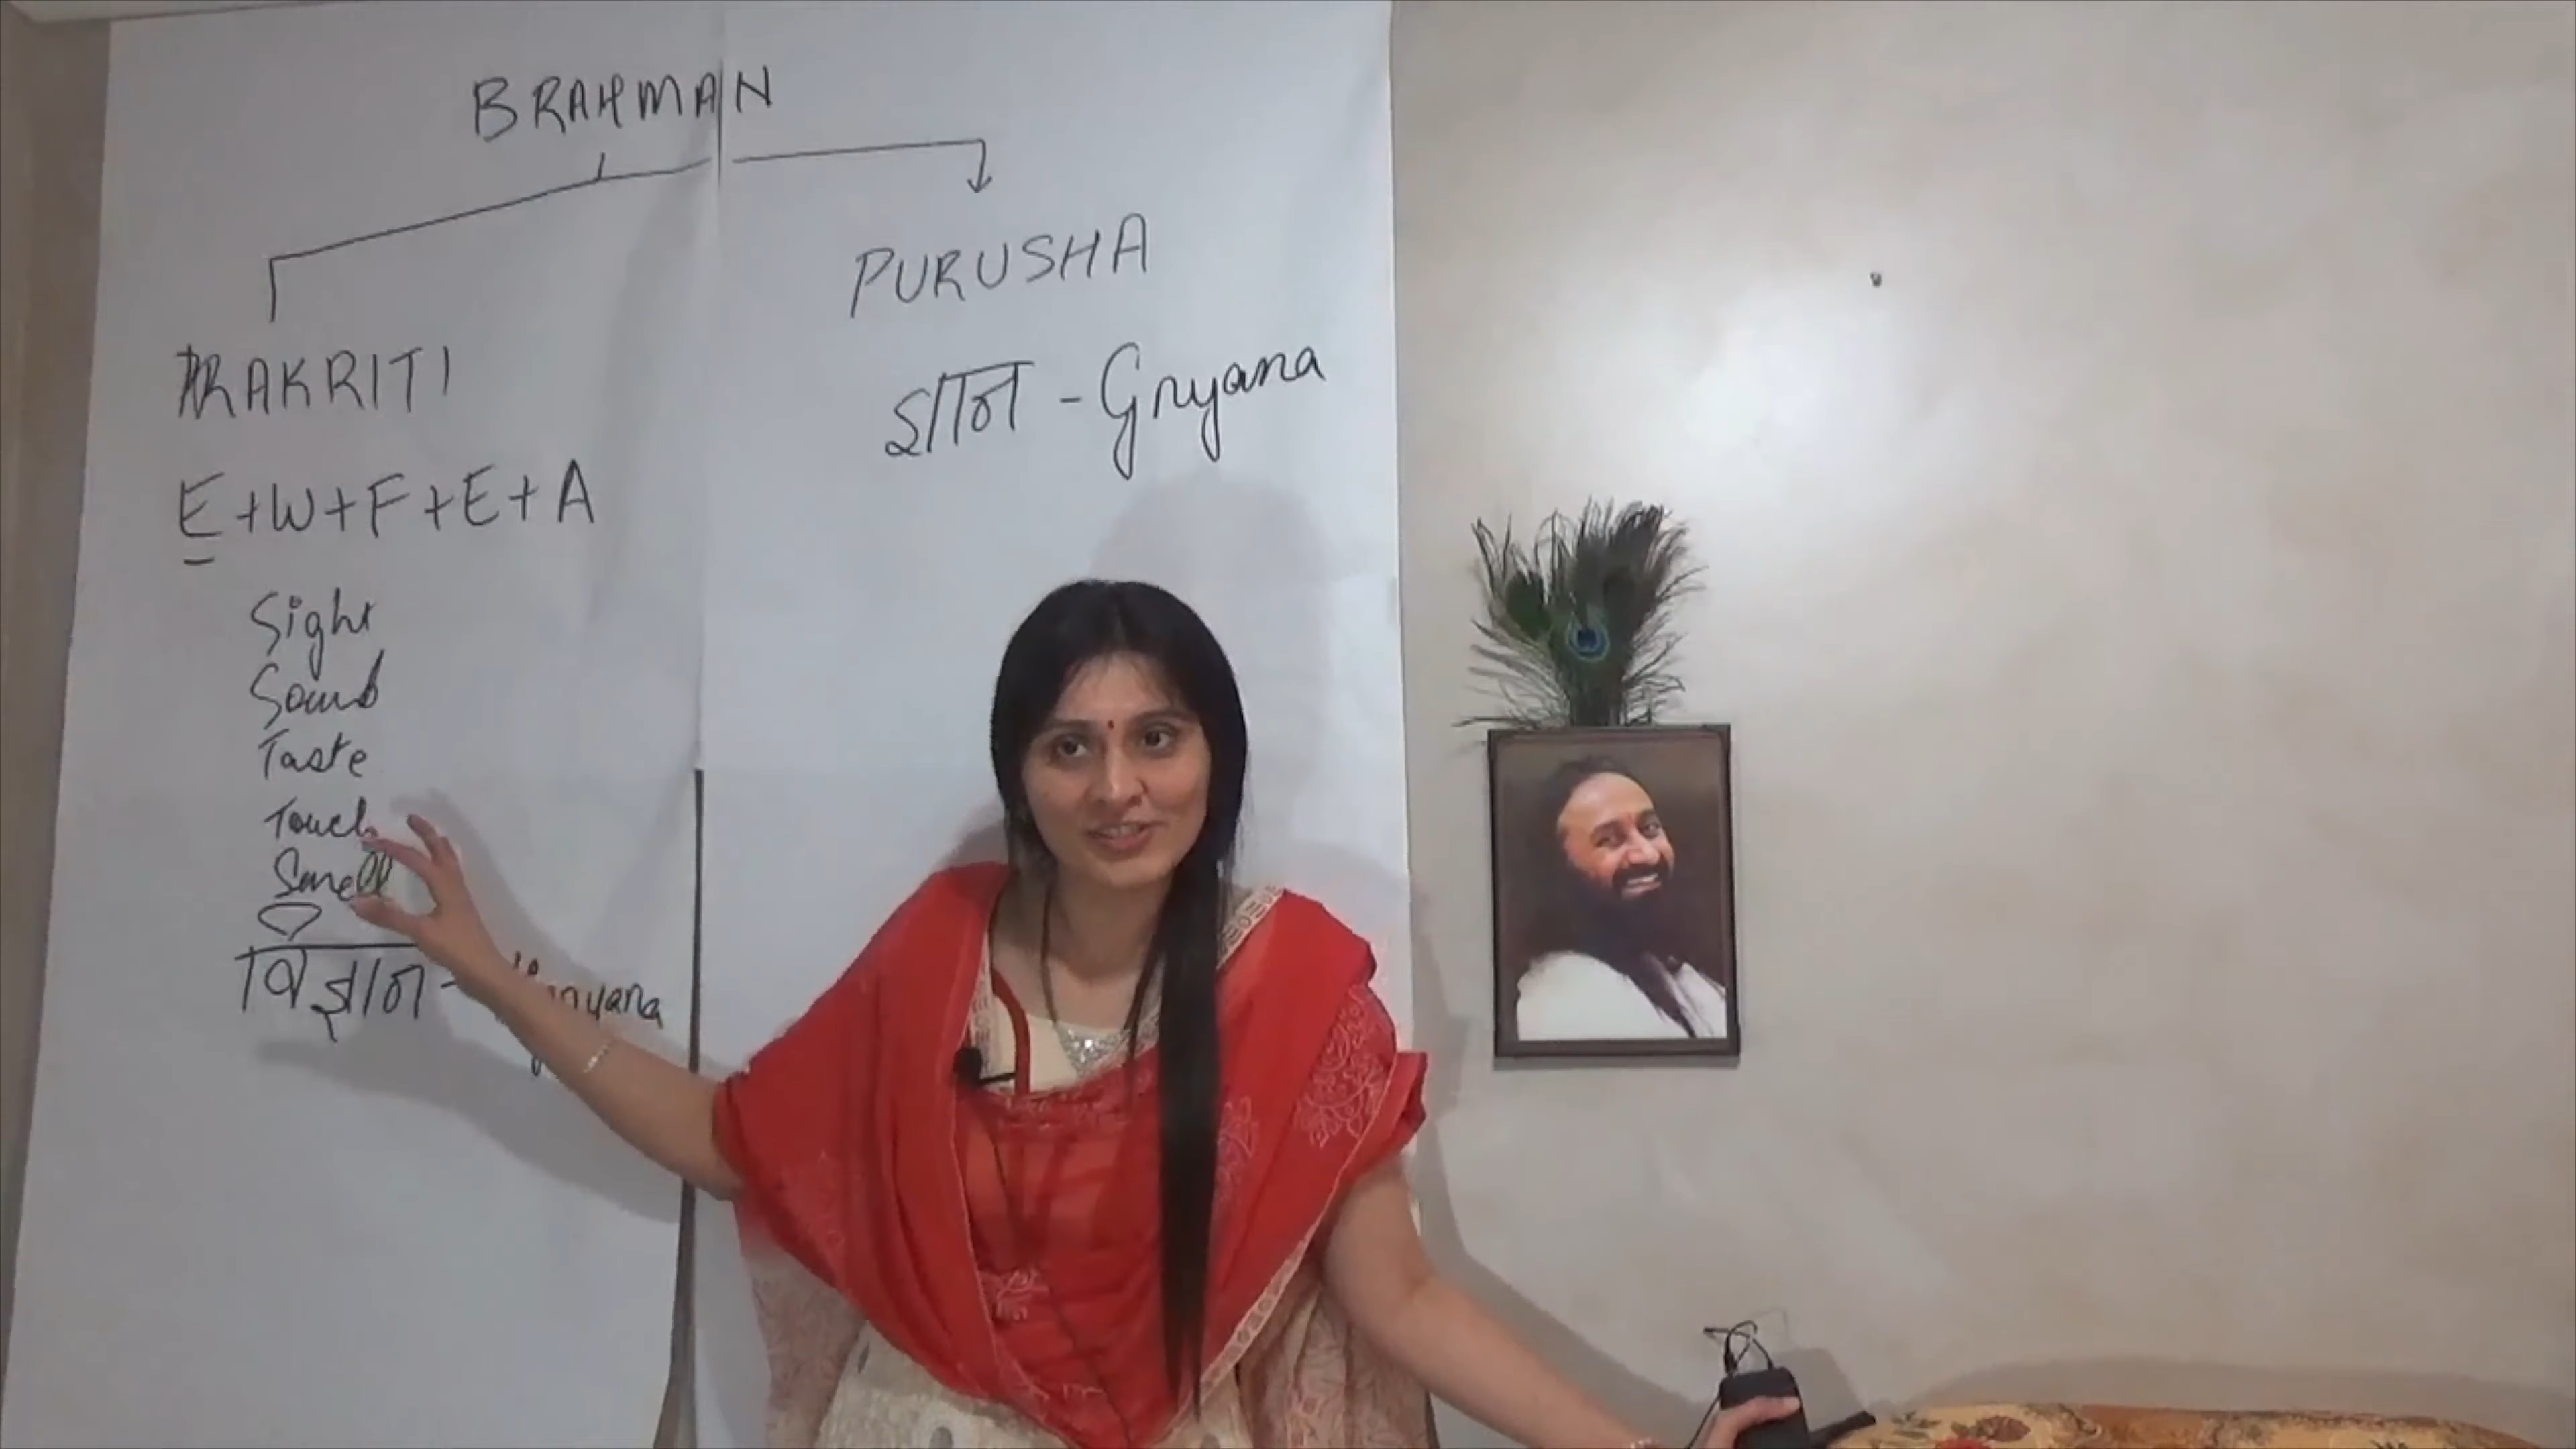 BRAHMAN
PRAKRITI
PURUSHA
ज्ञान - Gnyana
E+W+F+E+A
Sight
Sound
Taste
Touch
Smell
विज्ञान -